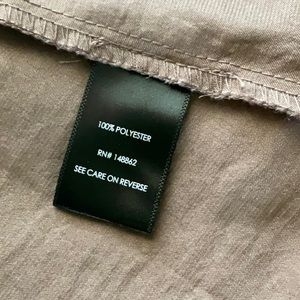 100% POLYESTER
RN# 148862
SEE CARE ON REVERSE